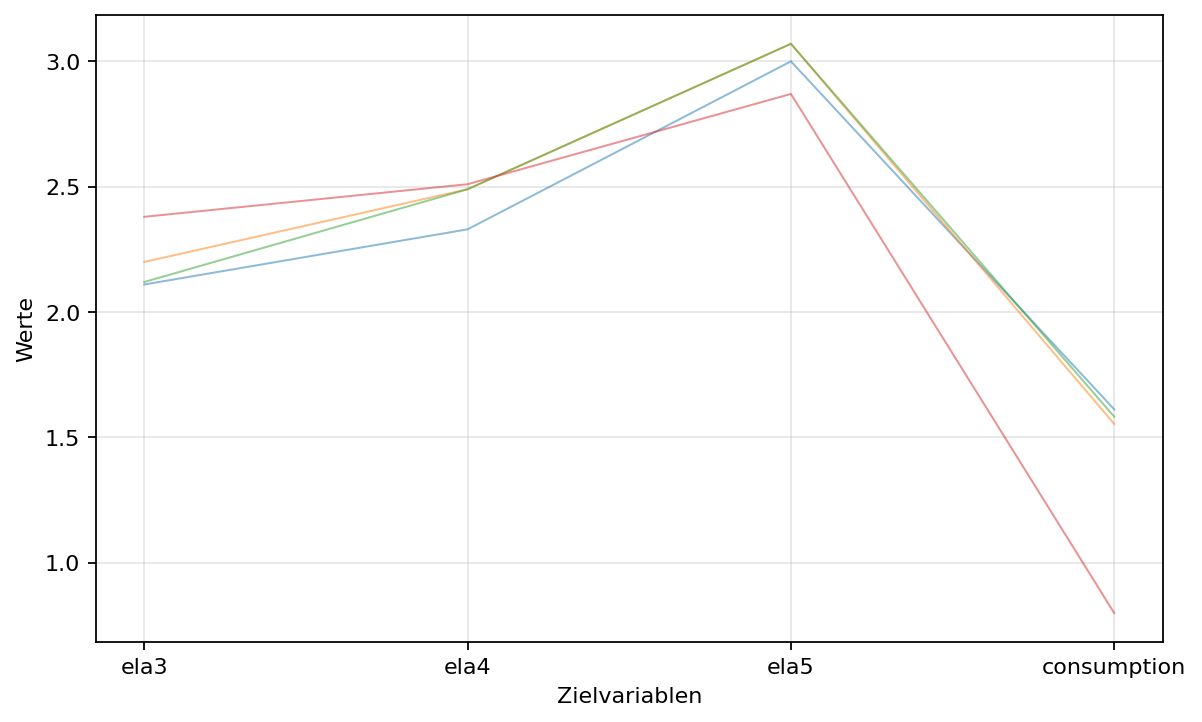 3.0
2.5
2.0
1.5
1.0
Werte
ela3
ela4
ela5
consumption
Zielvariablen